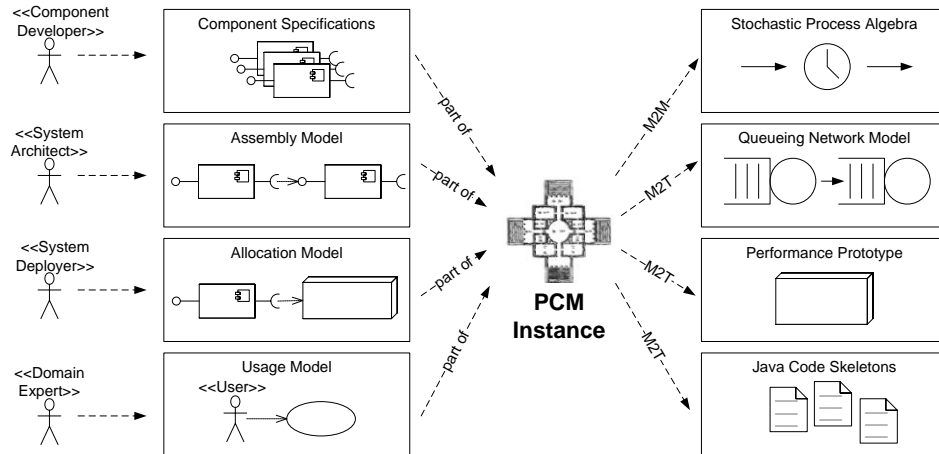 <<Component
Developer>>
Component Specifications
part of
M2M
Stochastic Process Algebra
<<System
Architect>>
Assembly Model
part of
M2T
Queueing Network Model
<<System
Deployer>>
Allocation Model
part of
M2T
Performance Prototype
PCM
Instance
<<Domain
Expert>>
Usage Model
<<User>>
part of
M2T
Java Code Skeletons